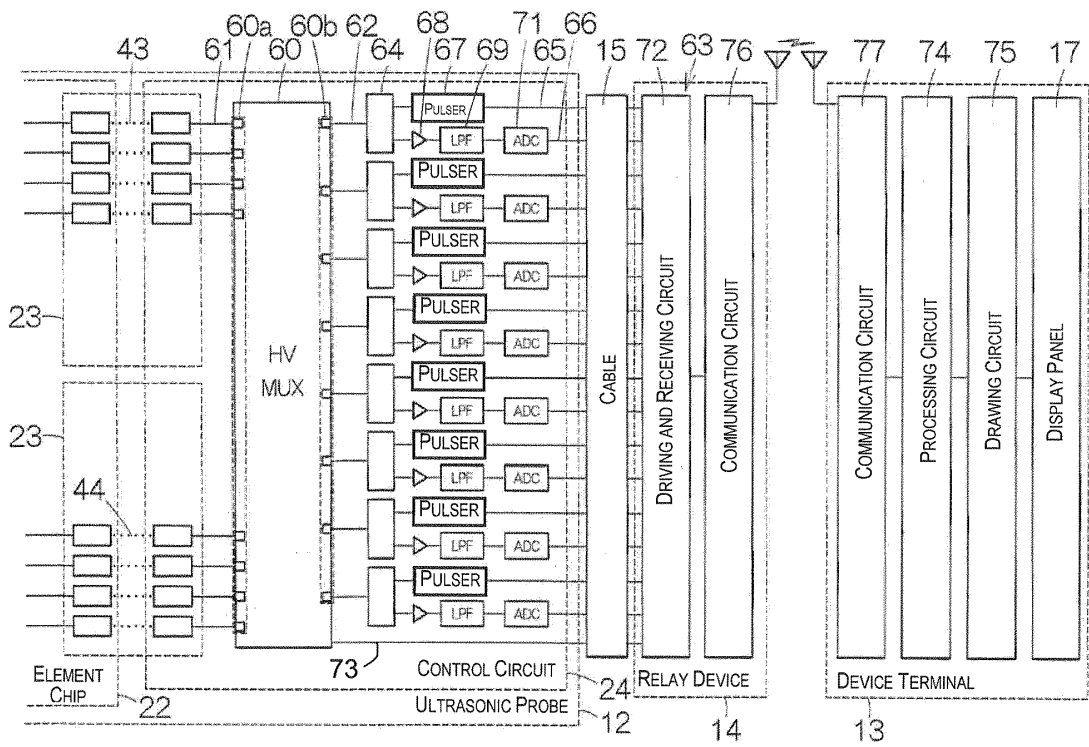 60a 60b 68 71 66
43 61 60 62 64 67 69 65 15 72 63 76 77 74 75 17
PULSER
LPF ADC
PULSER
LPF ADC
PULSER
LPF ADC
PULSER
LPF ADC
PULSER
LPF ADC
PULSER
LPF ADC
PULSER
LPF ADC
PULSER
LPF ADC
23
23
44
HV
MUX
CABLE
DRIVING AND RECEIVING CIRCUIT
COMMUNICATION CIRCUIT
COMMUNICATION CIRCUIT
PROCESSING CIRCUIT
DRAWING CIRCUIT
DISPLAY PANEL
73
ELEMENT
CHIP
22
CONTROL CIRCUIT
24
ULTRASONIC PROBE
12
RELAY DEVICE
14
DEVICE TERMINAL
13